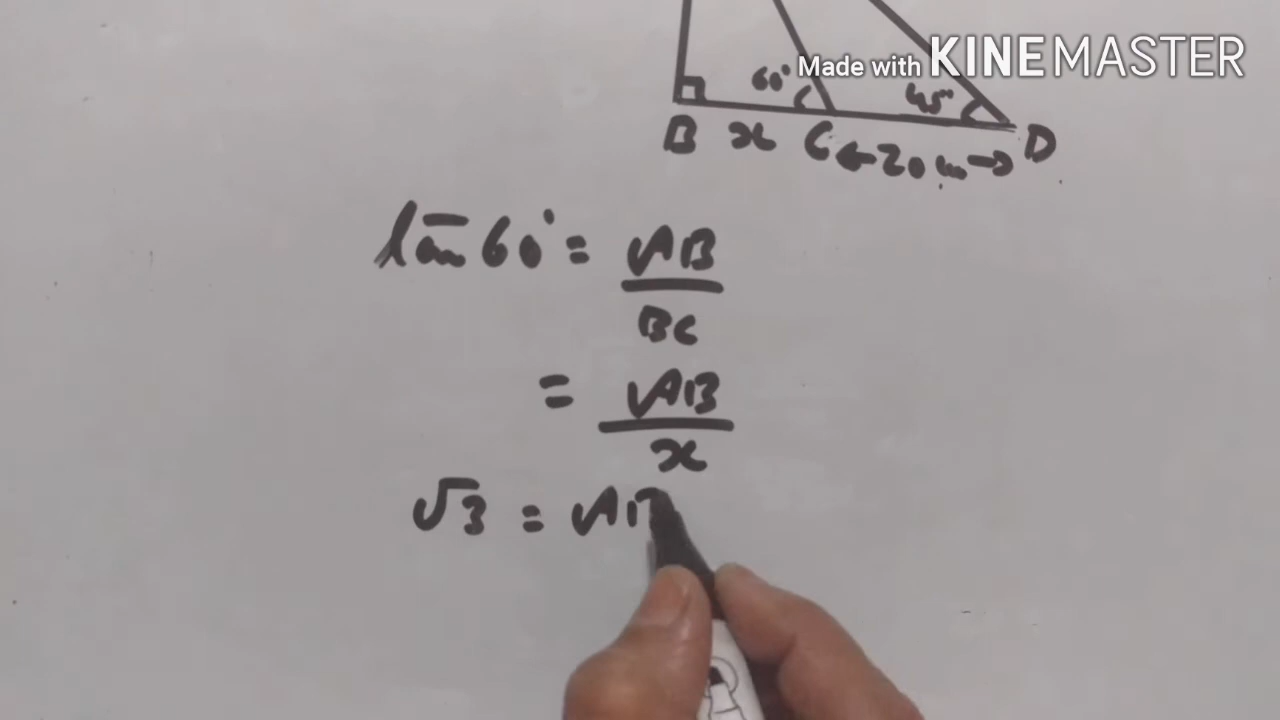 Made with KINEMASTER
60° 45°
B x C ←20m→ D
tan 60° = AB
BC
= AB
x
√3 = AB